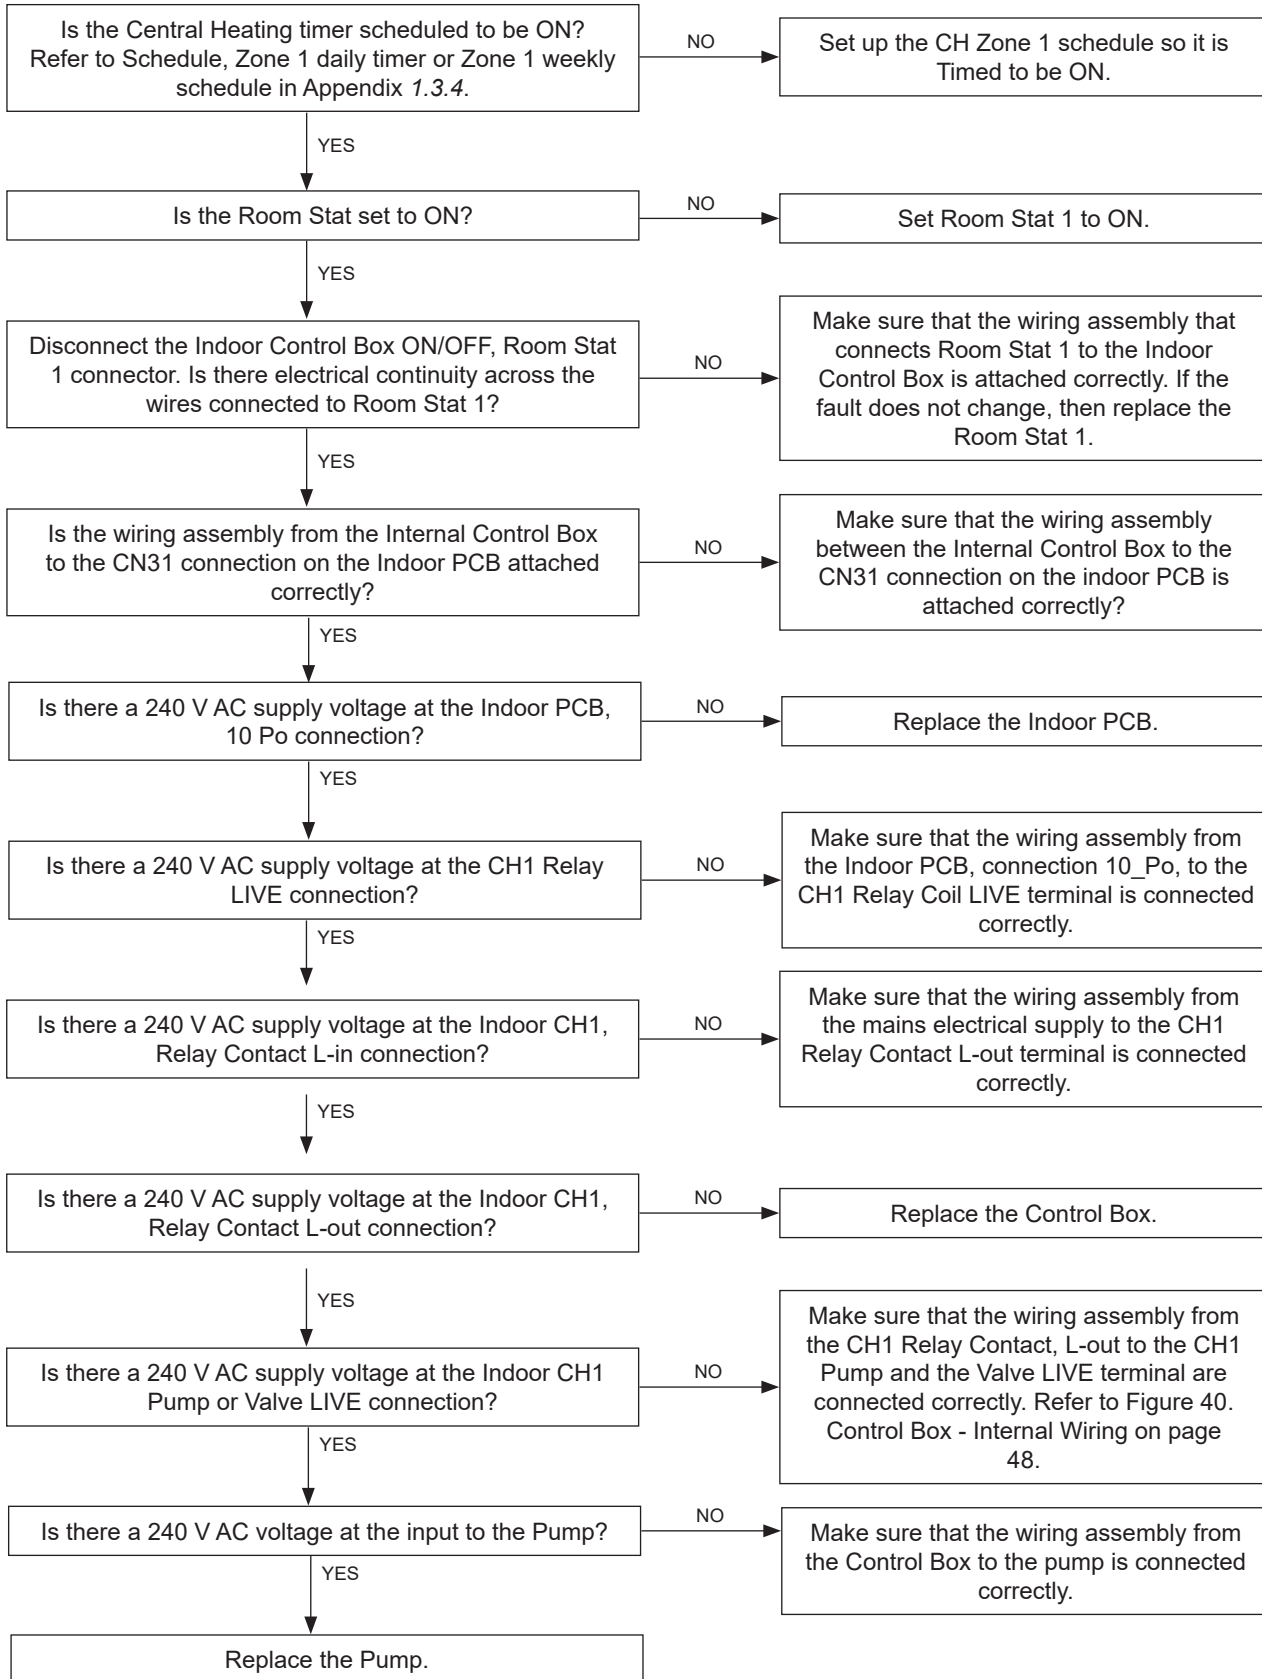 Is the Central Heating timer scheduled to be ON?
Refer to Schedule, Zone 1 daily timer or Zone 1 weekly
schedule in Appendix 1.3.4.
NO
Set up the CH Zone 1 schedule so it is
Timed to be ON.
YES
Is the Room Stat set to ON?
NO
Set Room Stat 1 to ON.
YES
Disconnect the Indoor Control Box ON/OFF, Room Stat
1 connector. Is there electrical continuity across the
wires connected to Room Stat 1?
NO
Make sure that the wiring assembly that
connects Room Stat 1 to the Indoor
Control Box is attached correctly. If the
fault does not change, then replace the
Room Stat 1.
YES
Is the wiring assembly from the Internal Control Box
to the CN31 connection on the Indoor PCB attached
correctly?
NO
Make sure that the wiring assembly
between the Internal Control Box to the
CN31 connection on the indoor PCB is
attached correctly?
YES
Is there a 240 V AC supply voltage at the Indoor PCB,
10 Po connection?
NO
Replace the Indoor PCB.
YES
Is there a 240 V AC supply voltage at the CH1 Relay
LIVE connection?
NO
Make sure that the wiring assembly from
the Indoor PCB, connection 10_Po, to the
CH1 Relay Coil LIVE terminal is connected
correctly.
YES
Is there a 240 V AC supply voltage at the Indoor CH1,
Relay Contact L-in connection?
NO
Make sure that the wiring assembly from
the mains electrical supply to the CH1
Relay Contact L-out terminal is connected
correctly.
YES
Is there a 240 V AC supply voltage at the Indoor CH1,
Relay Contact L-out connection?
NO
Replace the Control Box.
YES
Is there a 240 V AC supply voltage at the Indoor CH1
Pump or Valve LIVE connection?
NO
Make sure that the wiring assembly from
the CH1 Relay Contact, L-out to the CH1
Pump and the Valve LIVE terminal are
connected correctly. Refer to Figure 40.
Control Box - Internal Wiring on page
48.
YES
Is there a 240 V AC voltage at the input to the Pump?
NO
Make sure that the wiring assembly from
the Control Box to the pump is connected
correctly.
YES
Replace the Pump.